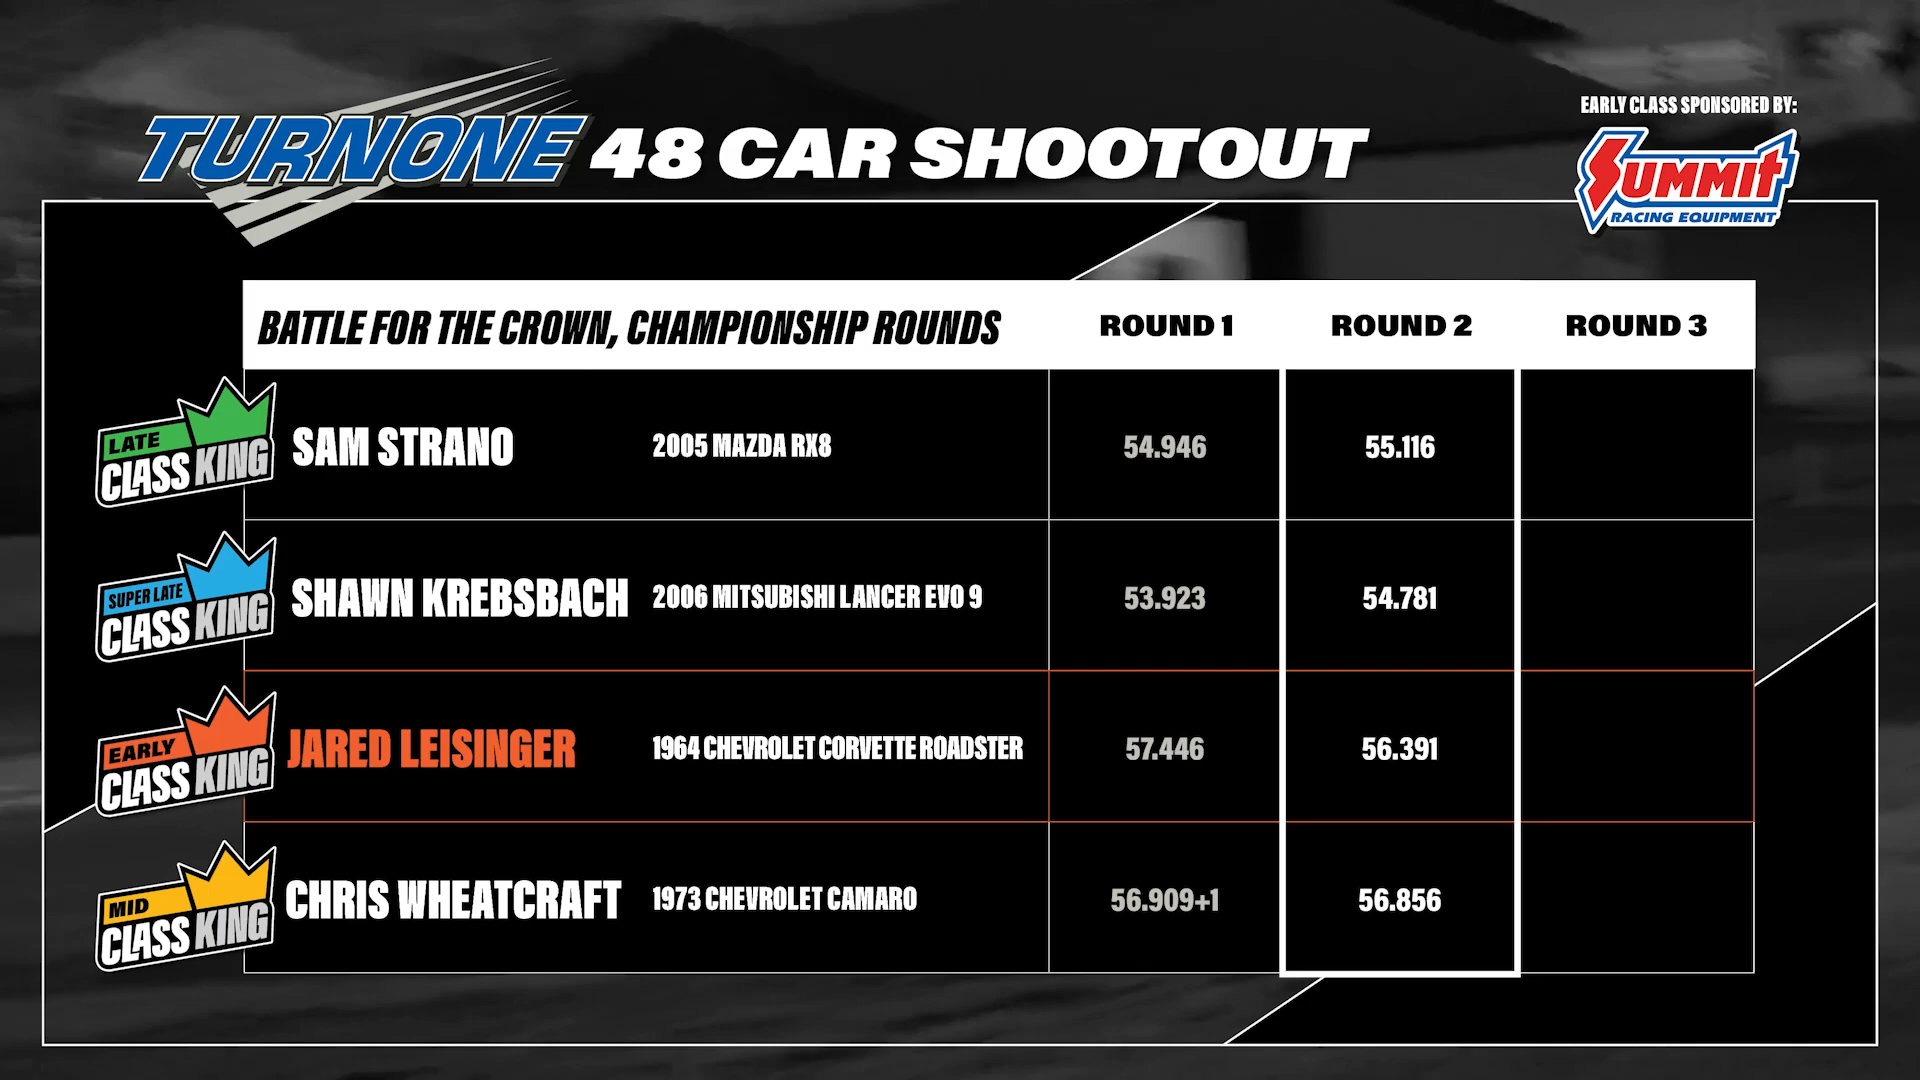 EARLY CLASS SPONSORED BY:
TURN ONE 48 CAR SHOOTOUT
SUMMIT
RACING EQUIPMENT
BATTLE FOR THE CROWN, CHAMPIONSHIP ROUNDS ROUND 1 ROUND 2 ROUND 3
LATE
CLASS KING
SAM STRANO 2005 MAZDA RX8 54.946 55.116
SUPER LATE
CLASS KING
SHAWN KREBSBACH 2006 MITSUBISHI LANCER EVO 9 53.923 54.781
EARLY
CLASS KING
JARED LEISINGER 1964 CHEVROLET CORVETTE ROADSTER 57.446 56.391
MID
CLASS KING
CHRIS WHEATCRAFT 1973 CHEVROLET CAMARO 56.909+1 56.856